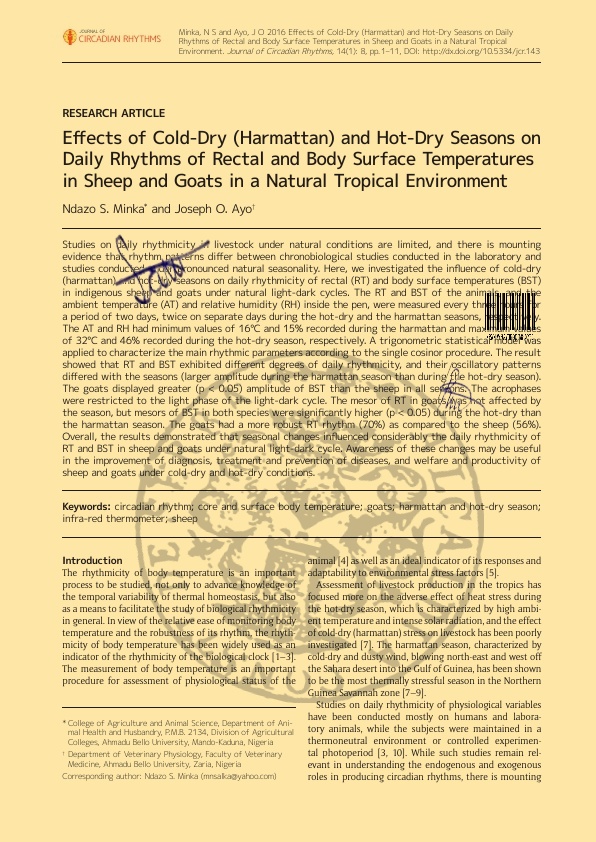 JOURNAL OF
CIRCADIAN RHYTHMS
Minka, N S and Ayo, J O 2016 Effects of Cold-Dry (Harmattan) and Hot-Dry Seasons on Daily
Rhythms of Rectal and Body Surface Temperatures in Sheep and Goats in a Natural Tropical
Environment. Journal of Circadian Rhythms, 14(1): 8, pp. 1–11, DOI: http://dx.doi.org/10.5334/jcr.143
RESEARCH ARTICLE
Effects of Cold-Dry (Harmattan) and Hot-Dry Seasons on
Daily Rhythms of Rectal and Body Surface Temperatures
in Sheep and Goats in a Natural Tropical Environment
Ndazo S. Minka* and Joseph O. Ayo†
Studies on daily rhythmicity in livestock under natural conditions are limited, and there is mounting
evidence that rhythm patterns differ between chronobiological studies conducted in the laboratory and
studies conducted under pronounced natural seasonality. Here, we investigated the influence of cold-dry
(harmattan) and hot-dry seasons on daily rhythmicity of rectal (RT) and body surface temperatures (BST)
in indigenous sheep and goats under natural light-dark cycles. The RT and BST of the animals, and the
ambient temperature (AT) and relative humidity (RH) inside the pen, were measured every three hours for
a period of two days, twice on separate days during the hot-dry and the harmattan seasons, respectively.
The AT and RH had minimum values of 16°C and 15% recorded during the harmattan and maximum values
of 32°C and 46% recorded during the hot-dry season, respectively. A trigonometric statistical model was
applied to characterize the main rhythmic parameters according to the single cosinor procedure. The result
showed that RT and BST exhibited different degrees of daily rhythmicity, and their oscillatory patterns
differed with the seasons (larger amplitude during the harmattan season than during the hot-dry season).
The goats displayed greater (p < 0.05) amplitude of BST than the sheep in all seasons. The acrophases
were restricted to the light phase of the light-dark cycle. The mesor of RT in goats was not affected by
the season, but mesors of BST in both species were significantly higher (p < 0.05) during the hot-dry than
the harmattan season. The goats had a more robust RT rhythm (70%) as compared to the sheep (56%).
Overall, the results demonstrated that seasonal changes influenced considerably the daily rhythmicity of
RT and BST in sheep and goats under natural light-dark cycle. Awareness of these changes may be useful
in the improvement of diagnosis, treatment and prevention of diseases, and welfare and productivity of
sheep and goats under cold-dry and hot-dry conditions.
Keywords: circadian rhythm; core and surface body temperature; goats; harmattan and hot-dry season;
infra-red thermometer; sheep
Introduction
The rhythmicity of body temperature is an important
process to be studied, not only to advance knowledge of
the temporal variability of thermal homeostasis, but also
as a means to facilitate the study of biological rhythmicity
in general. In view of the relative ease of monitoring body
temperature and the robustness of its rhythm, the rhyth-
micity of body temperature has been widely used as an
indicator of the rhythmicity of the biological clock [1–3].
The measurement of body temperature is an important
procedure for assessment of physiological status of the
* College of Agriculture and Animal Science, Department of Ani-
mal Health and Husbandry, P.M.B. 2134, Division of Agricultural
Colleges, Ahmadu Bello University, Mando-Kaduna, Nigeria
† Department of Veterinary Physiology, Faculty of Veterinary
Medicine, Ahmadu Bello University, Zaria, Nigeria
Corresponding author: Ndazo S. Minka (mnsalka@yahoo.com)
animal [4] as well as an ideal indicator of its responses and
adaptability to environmental stress factors [5].
Assessment of livestock production in the tropics has
focused more on the adverse effect of heat stress during
the hot-dry season, which is characterized by high ambi-
ent temperature and intense solar radiation, and the effect
of cold-dry (harmattan) stress on livestock has been poorly
investigated [7]. The harmattan season, characterized by
cold-dry and dusty wind, blowing north-east and west off
the Sahara desert into the Gulf of Guinea, has been shown
to be the most thermally stressful season in the Northern
Guinea Savannah zone [7–9].
Studies on daily rhythmicity of physiological variables
have been conducted mostly on humans and labora-
tory animals, while the subjects were maintained in a
thermoneutral environment or controlled experimen-
tal photoperiod [3, 10]. While such studies remain rel-
evant in understanding the endogenous and exogenous
roles in producing circadian rhythms, there is mounting